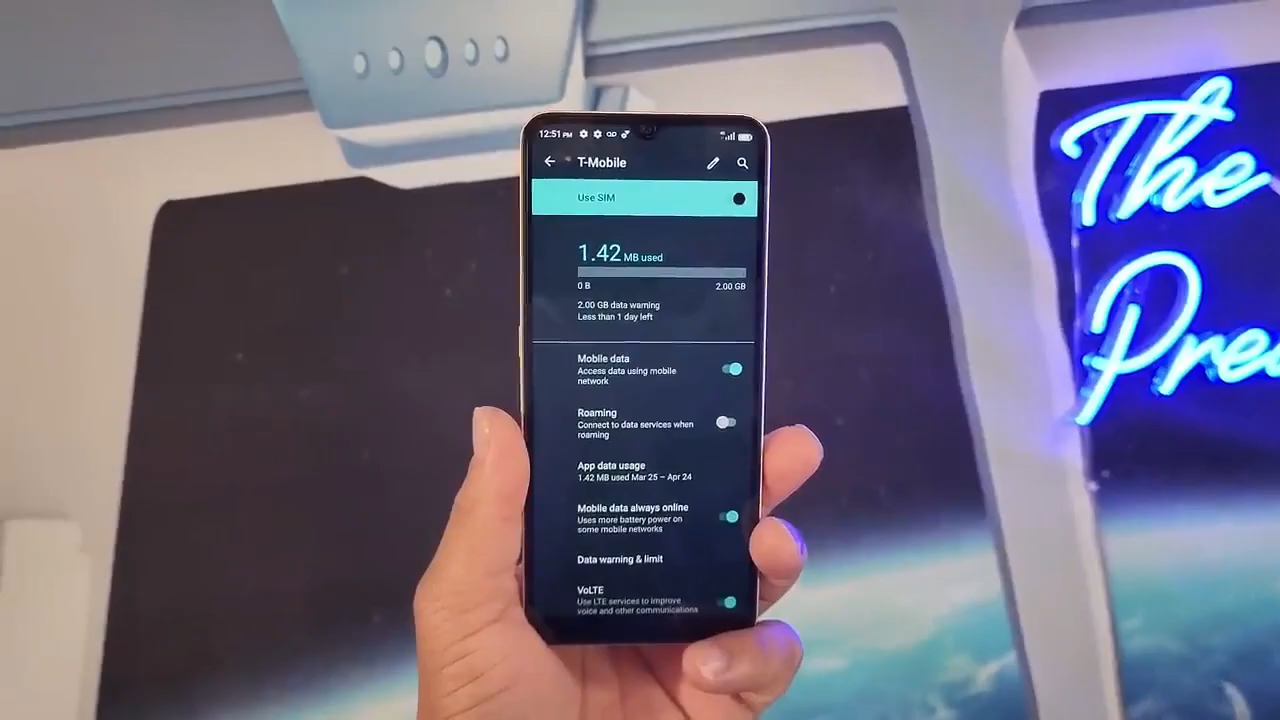 12:51 PM
T-Mobile
Use SIM
1.42 MB used
0 B 2.00 GB
2.00 GB data warning
Less than 1 day left
Mobile data
Access data using mobile
network
Roaming
Connect to data services when
roaming
App data usage
1.42 MB used Mar 25 – Apr 24
Mobile data always online
Uses more battery power on
some mobile networks
Data warning & limit
VoLTE
Use LTE services to improve
voice and other communications
The